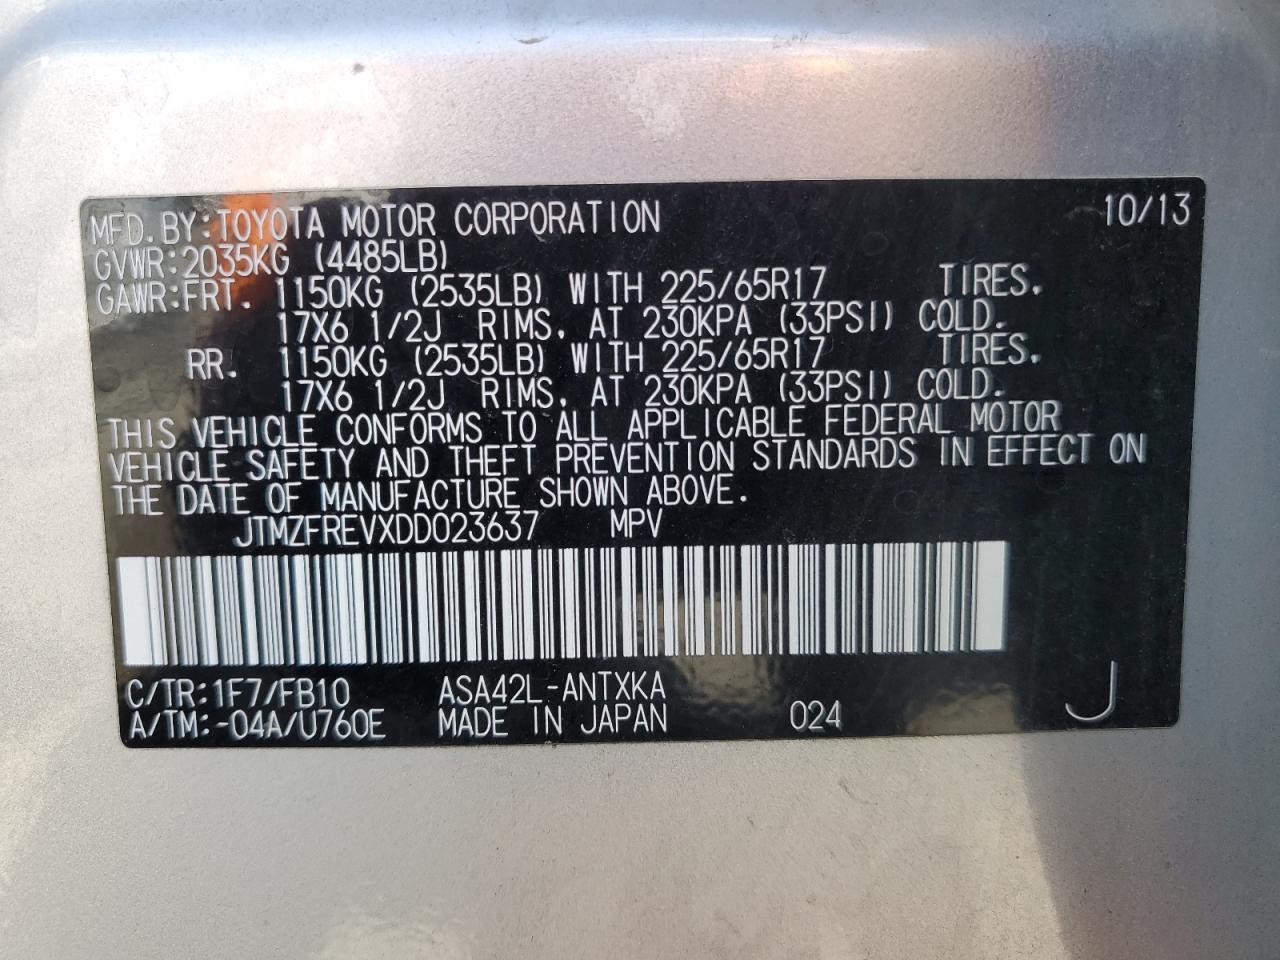 MFD. BY: TOYOTA MOTOR CORPORATION 10/13
GVWR: 2035KG (4485LB)
GAWR: FRT. 1150KG (2535LB) WITH 225/65R17 TIRES.
17X6 1/2J RIMS, AT 230KPA (33PSI) COLD.
RR. 1150KG (2535LB) WITH 225/65R17 TIRES.
17X6 1/2J RIMS, AT 230KPA (33PSI) COLD.
THIS VEHICLE CONFORMS TO ALL APPLICABLE FEDERAL MOTOR
VEHICLE SAFETY AND THEFT PREVENTION STANDARDS IN EFFECT ON
THE DATE OF MANUFACTURE SHOWN ABOVE.
JTMZFREVXDD023637 MPV
C/TR: 1F7/FB10 ASA42L-ANTXKA
A/TM: -04A/U760E MADE IN JAPAN 024 J